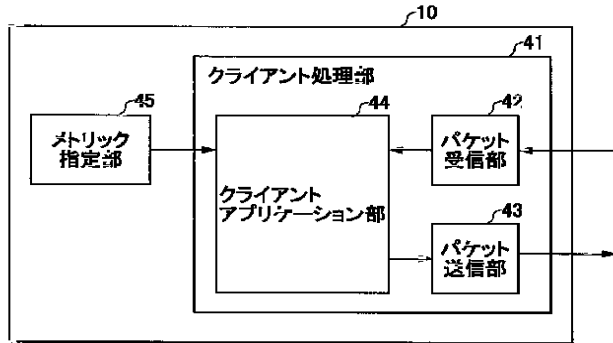 10
41
クライアント処理部
45
メトリック
指定部
44
クライアント
アプリケーション部
42
パケット
受信部
43
パケット
送信部